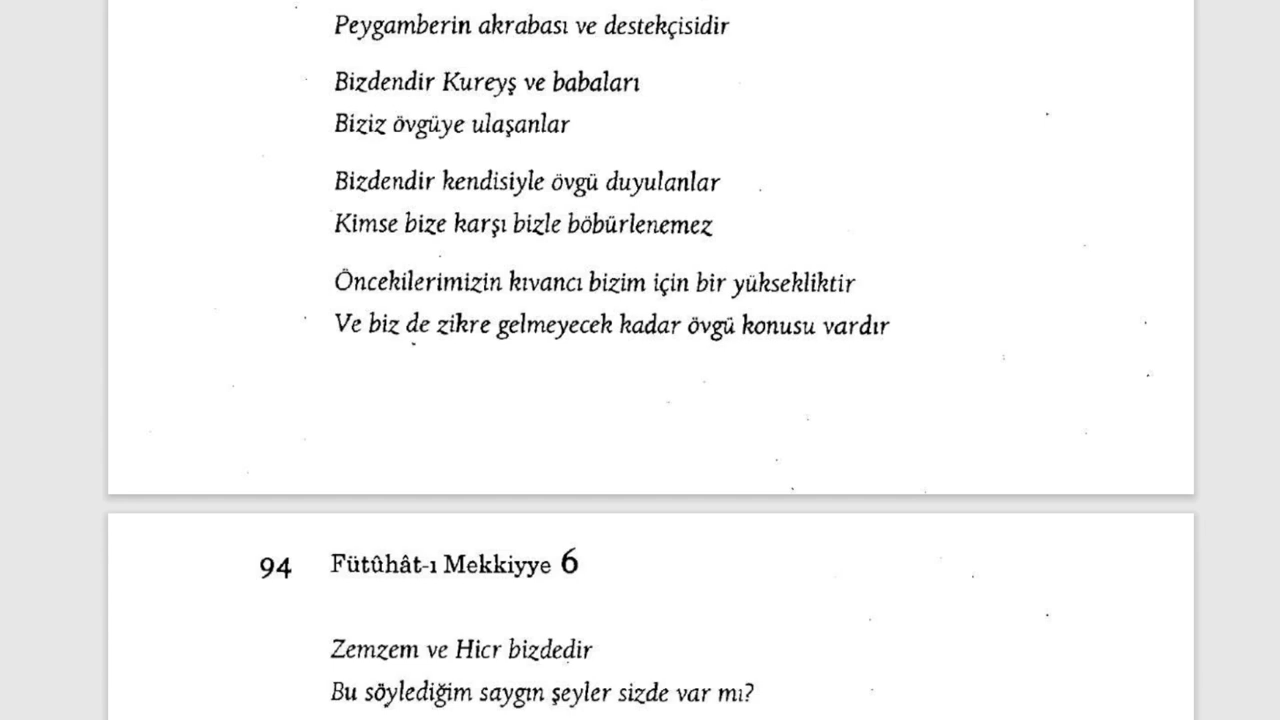 Peygamberin akrabası ve destekçisidir
Bizdendir Kureyş ve babaları
Biziz övgüye ulaşanlar
Bizdendir kendisiyle övgü duyulanlar
Kimse bize karşı bizle böbürlenemez
Öncekilerimizin kıvancı bizim için bir yüksekliktir
Ve biz de zikre gelmeyecek kadar övgü konusu vardır
94 Fütûhât-ı Mekkiyye 6
Zemzem ve Hicr bizdedir
Bu söylediğim saygın şeyler sizde var mı?